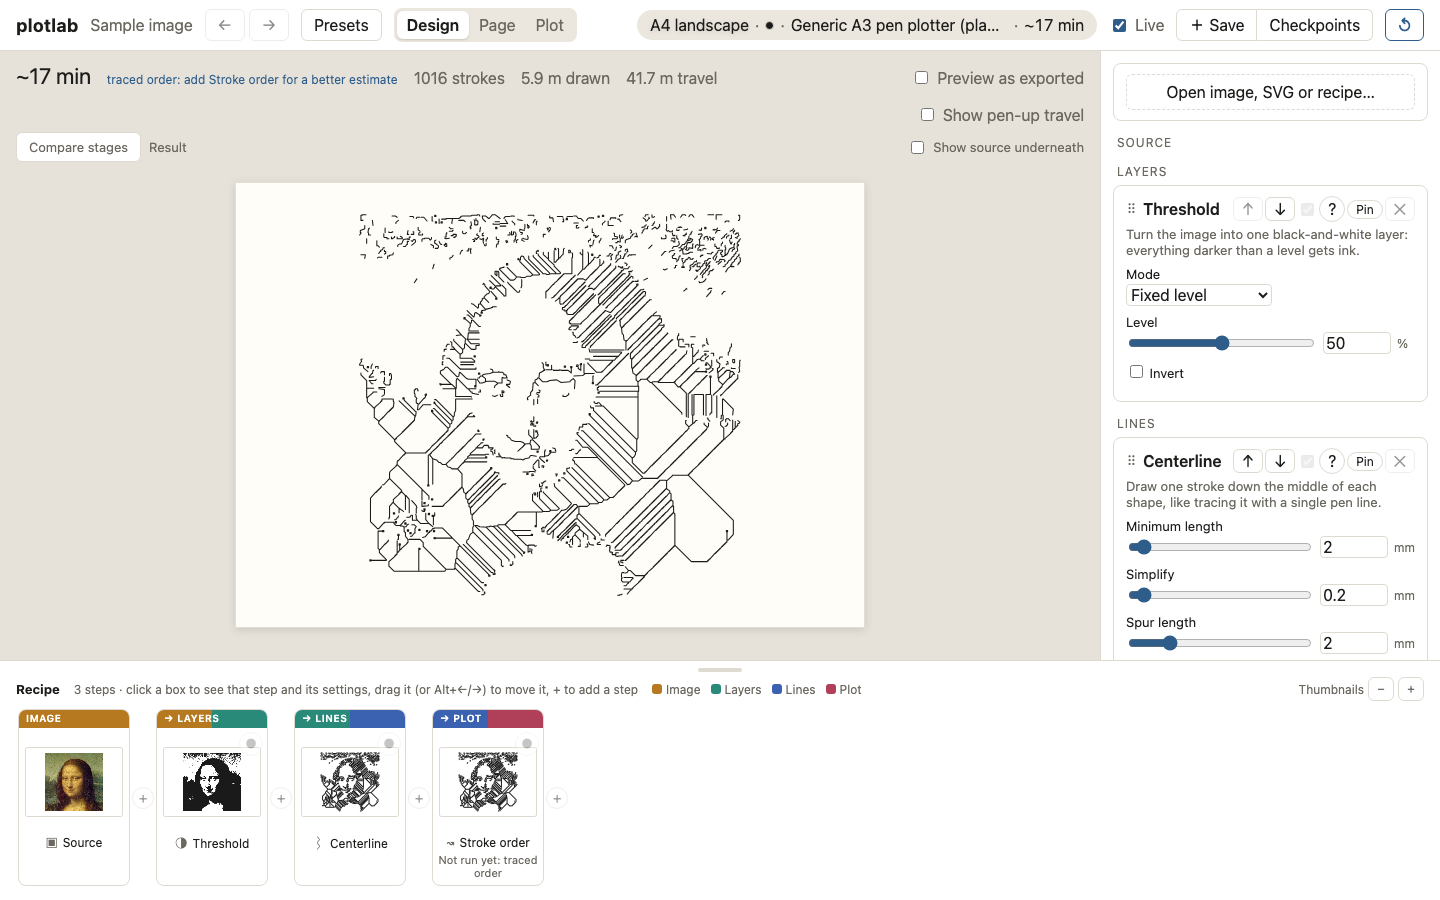 plotlab Sample image ← → Presets Design Page Plot A4 landscape · ● · Generic A3 pen plotter (pla... · ~17 min Live + Save Checkpoints
~17 min traced order: add Stroke order for a better estimate 1016 strokes 5.9 m drawn 41.7 m travel Preview as exported
Show pen-up travel
Compare stages Result Show source underneath
Open image, SVG or recipe...
SOURCE
LAYERS
Threshold ↑ ↓ ? Pin
Turn the image into one black-and-white layer:
everything darker than a level gets ink.
Mode
Fixed level
Level
50 %
Invert
LINES
Centerline ↑ ↓ ? Pin
Draw one stroke down the middle of each
shape, like tracing it with a single pen line.
Minimum length
2 mm
Simplify
0.2 mm
Spur length
2 mm
Recipe 3 steps · click a box to see that step and its settings, drag it (or Alt+←/→) to move it, + to add a step Image Layers Lines Plot Thumbnails − +
IMAGE → LAYERS → LINES → PLOT
+ + + +
Source Threshold Centerline Stroke order
Not run yet: traced
order